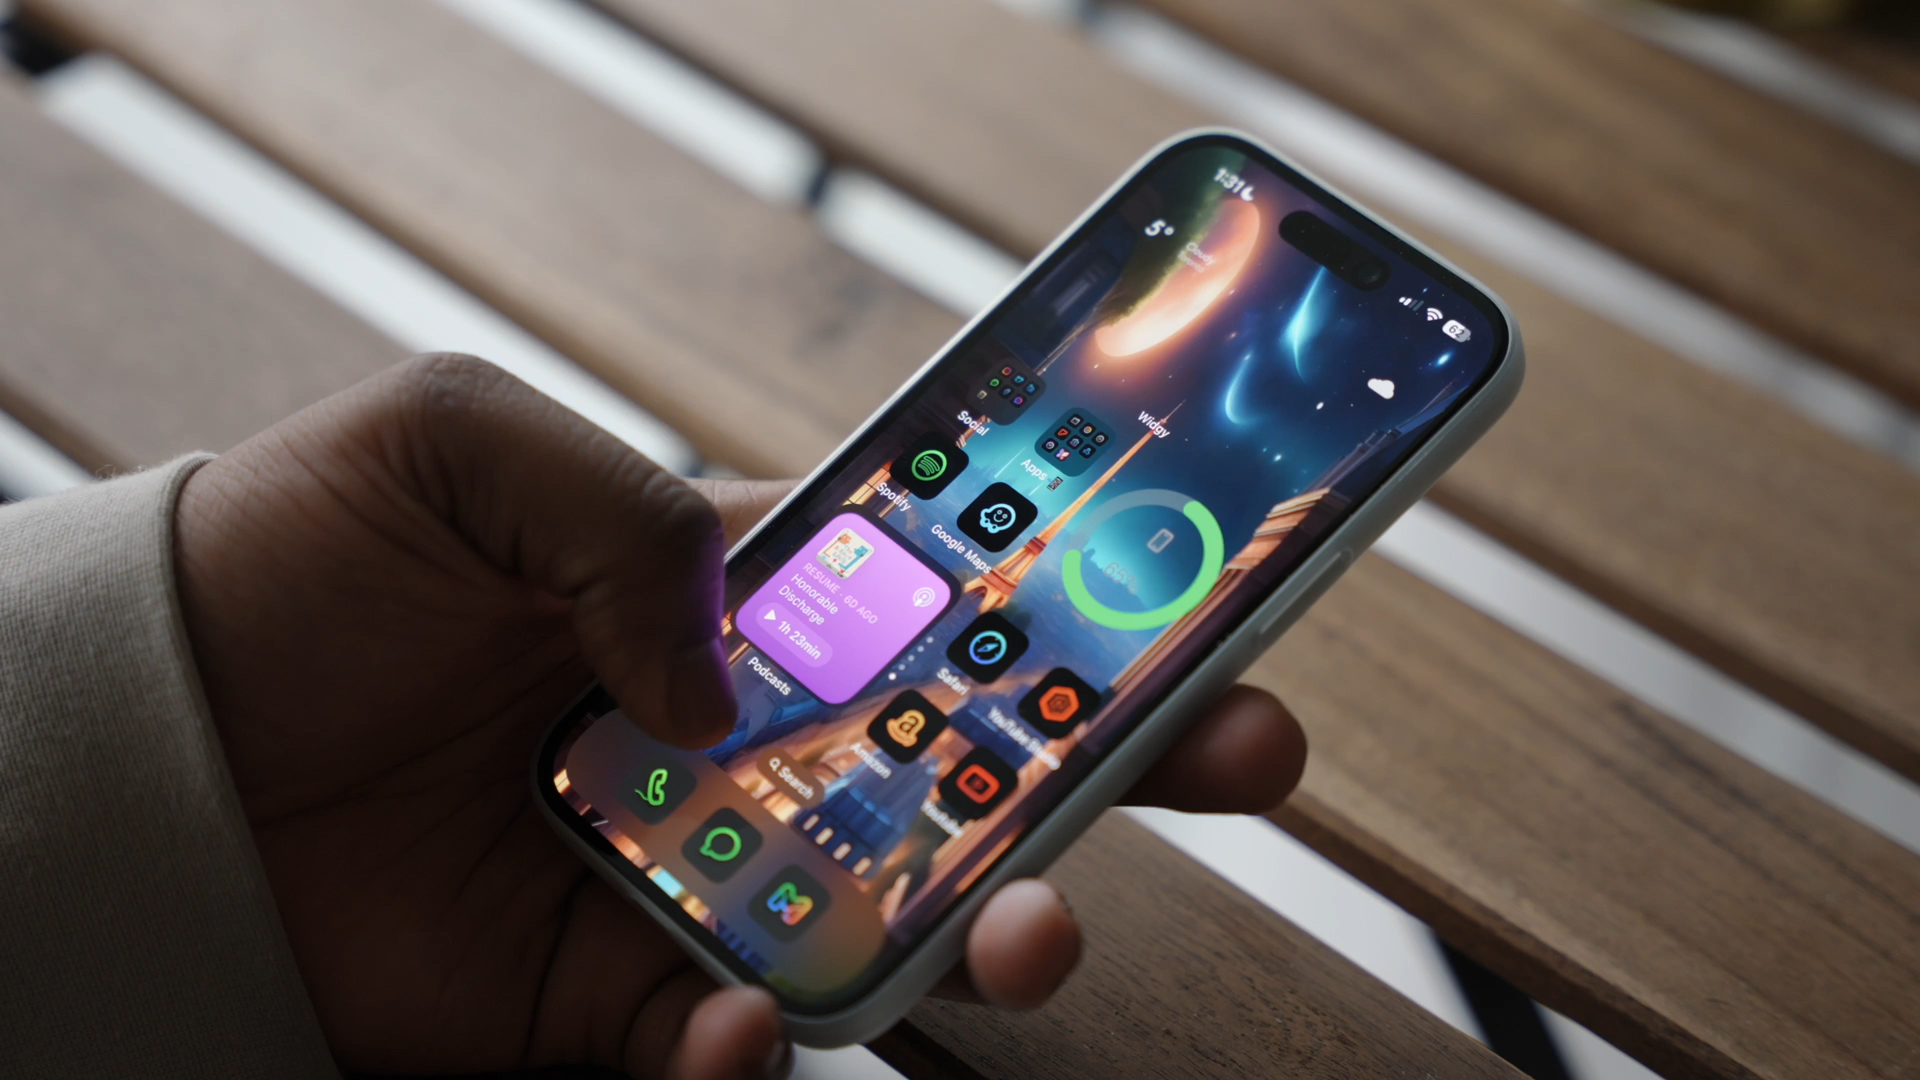 1:31
5°
62
Social
Apps
Widgy
Spotify
Google Maps
RESUME · 6D AGO
Honorable
Discharge
1h 23min
Podcasts
Safari
YouTube Studio
Amazon
YouTube
Search